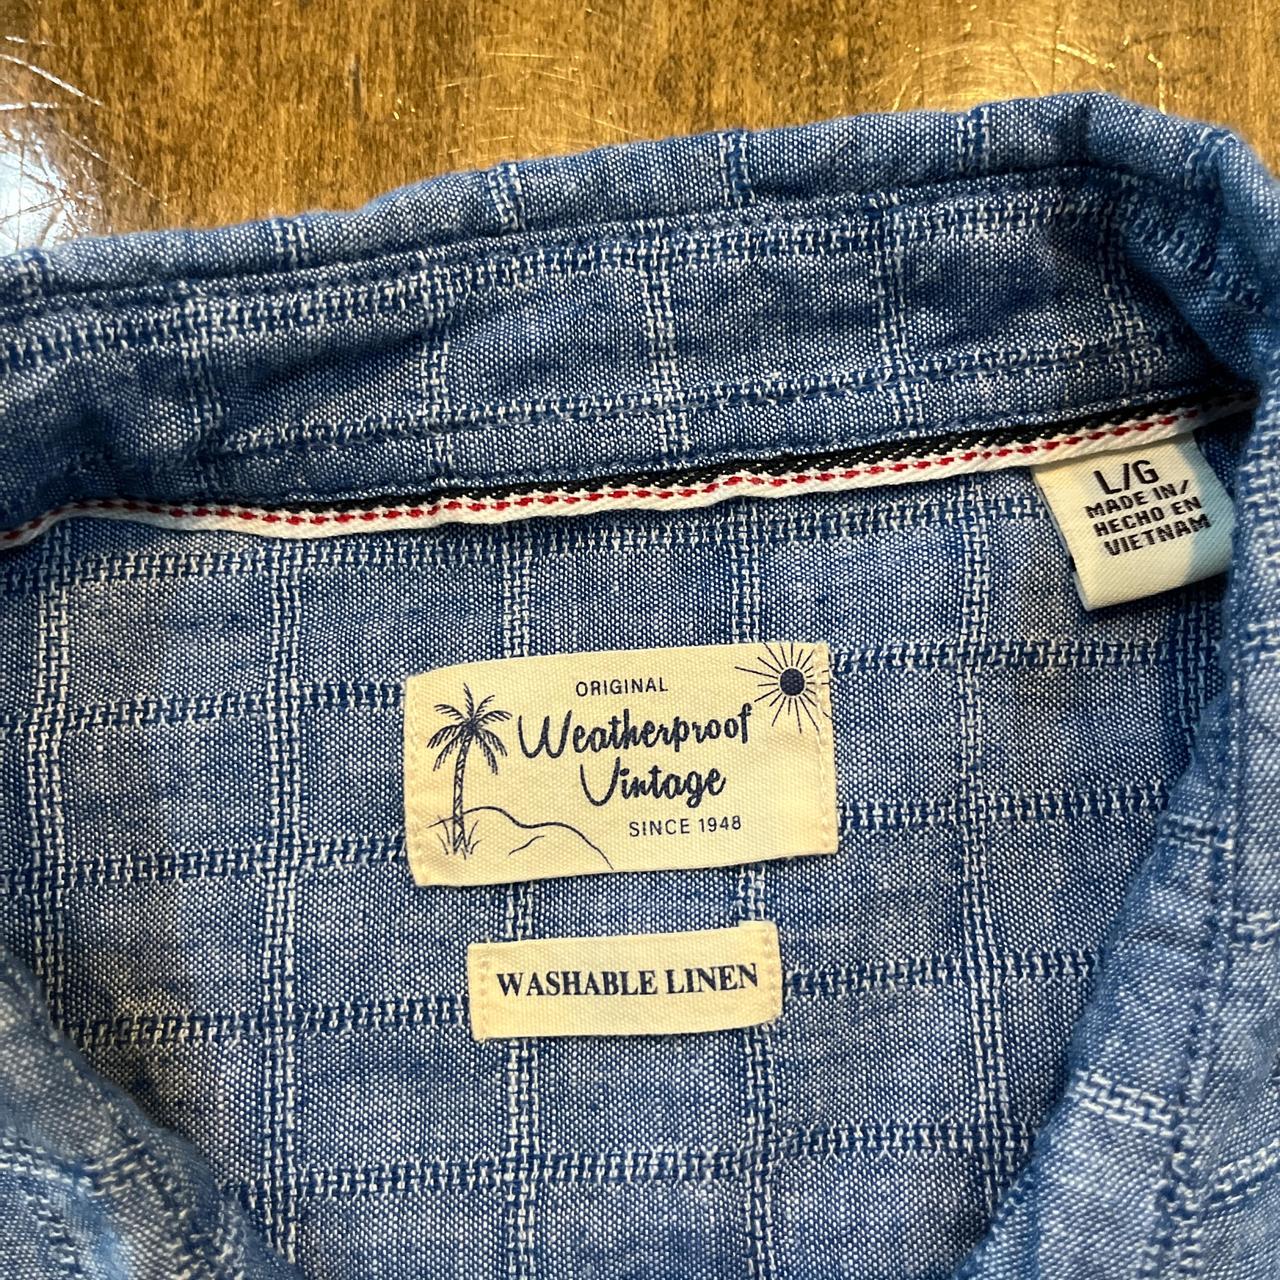 L/G
MADE IN/
HECHO EN
VIETNAM
ORIGINAL
Weatherproof
Vintage
SINCE 1948
WASHABLE LINEN